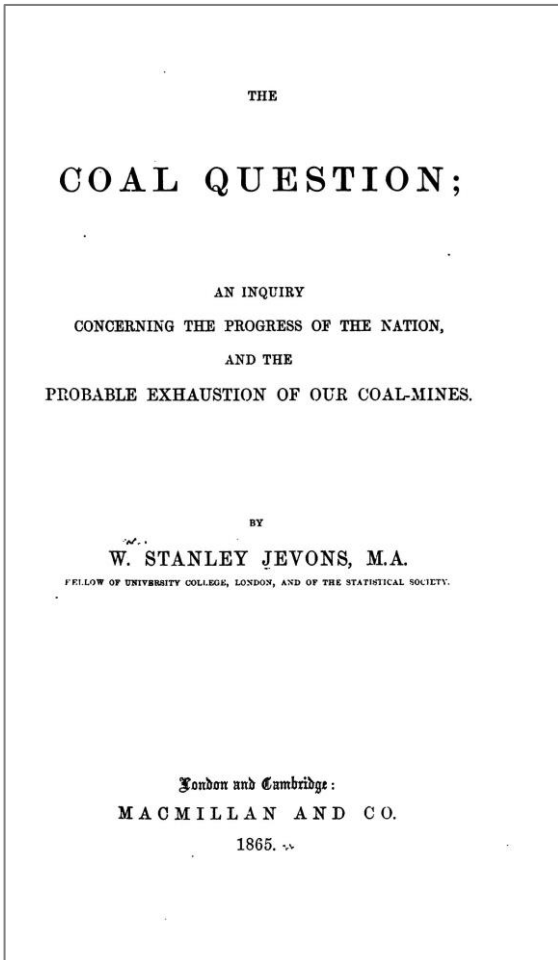 THE
COAL QUESTION;
AN INQUIRY
CONCERNING THE PROGRESS OF THE NATION,
AND THE
PROBABLE EXHAUSTION OF OUR COAL-MINES.
BY
W. STANLEY JEVONS, M.A.
FELLOW OF UNIVERSITY COLLEGE, LONDON, AND OF THE STATISTICAL SOCIETY.
London and Cambridge:
MACMILLAN AND CO.
1865.